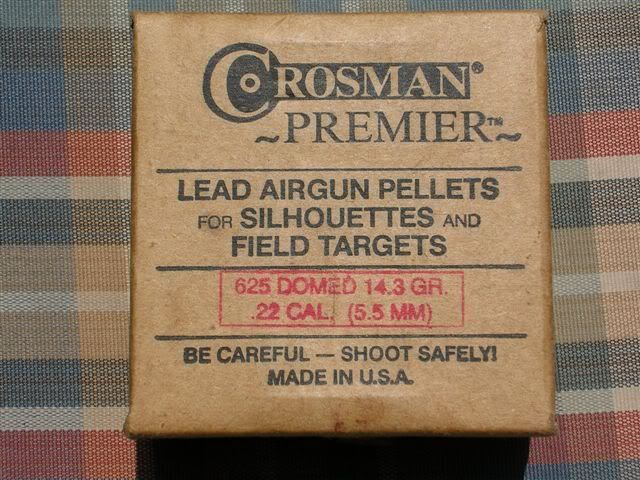 CROSMAN®
~PREMIER™~
LEAD AIRGUN PELLETS
FOR SILHOUETTES AND
FIELD TARGETS
625 DOMED 14.3 GR.
.22 CAL. (5.5 MM)
BE CAREFUL — SHOOT SAFELY!
MADE IN U.S.A.